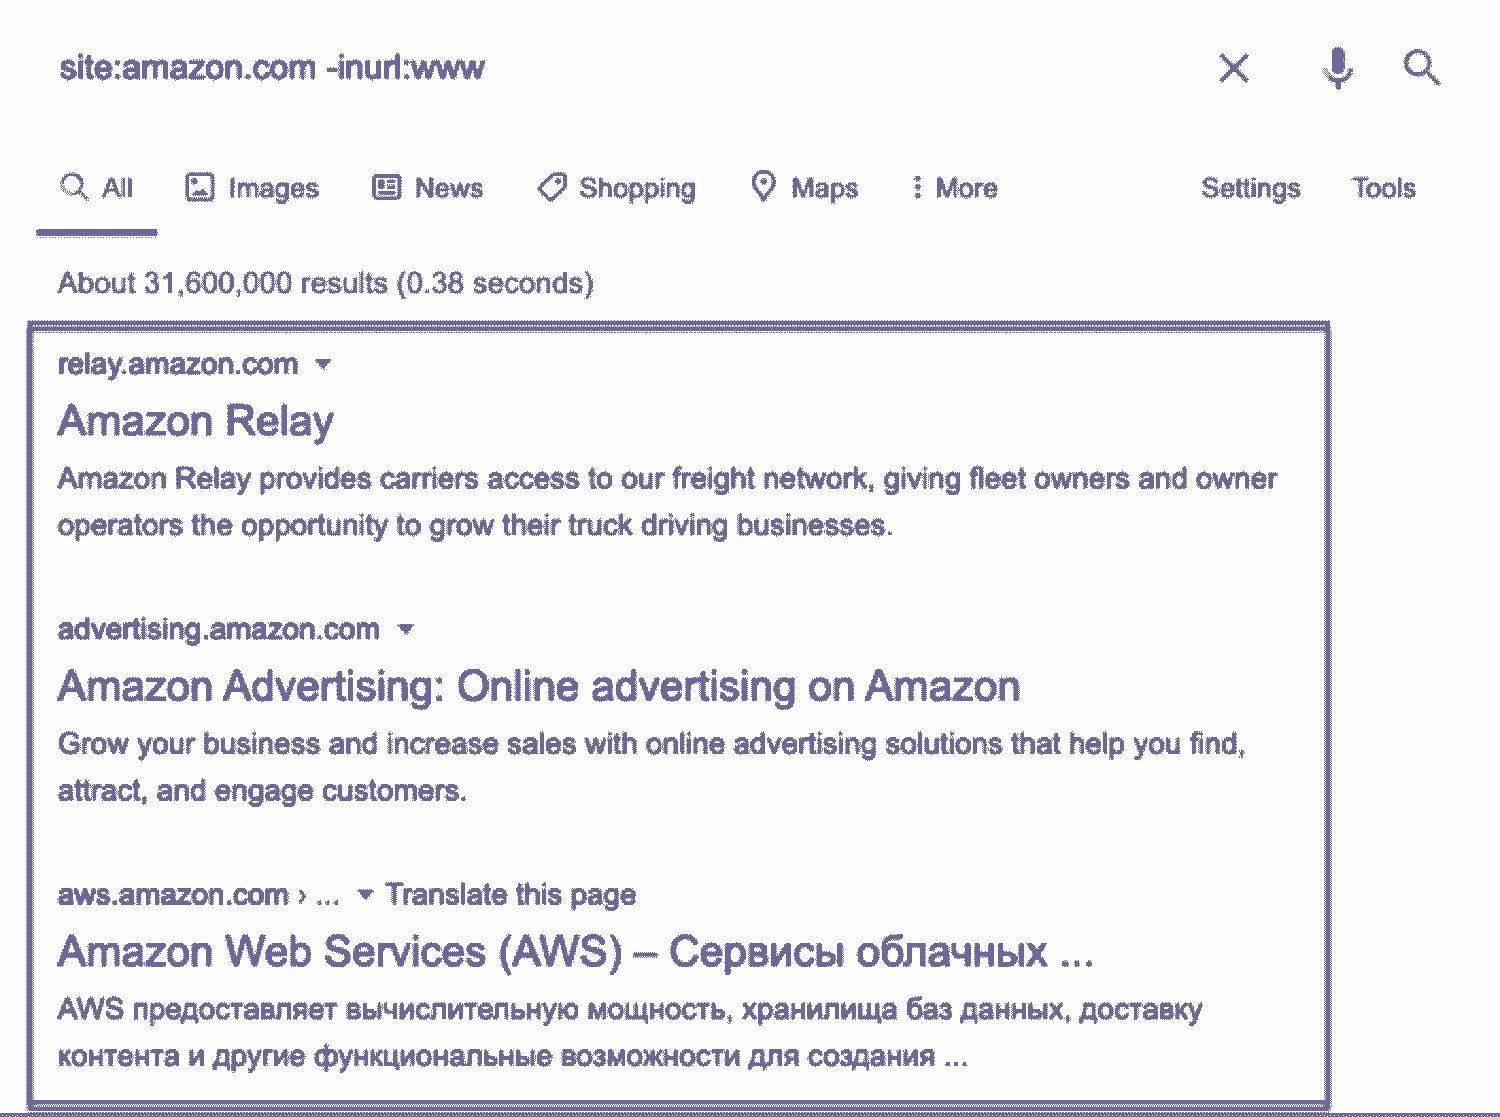 site:amazon.com -inurl:www
All Images News Shopping Maps More Settings Tools
About 31,600,000 results (0.38 seconds)
relay.amazon.com
Amazon Relay
Amazon Relay provides carriers access to our freight network, giving fleet owners and owner
operators the opportunity to grow their truck driving businesses.
advertising.amazon.com
Amazon Advertising: Online advertising on Amazon
Grow your business and increase sales with online advertising solutions that help you find,
attract, and engage customers.
aws.amazon.com › ... Translate this page
Amazon Web Services (AWS) – Сервисы облачных ...
AWS предоставляет вычислительную мощность, хранилища баз данных, доставку
контента и другие функциональные возможности для создания ...